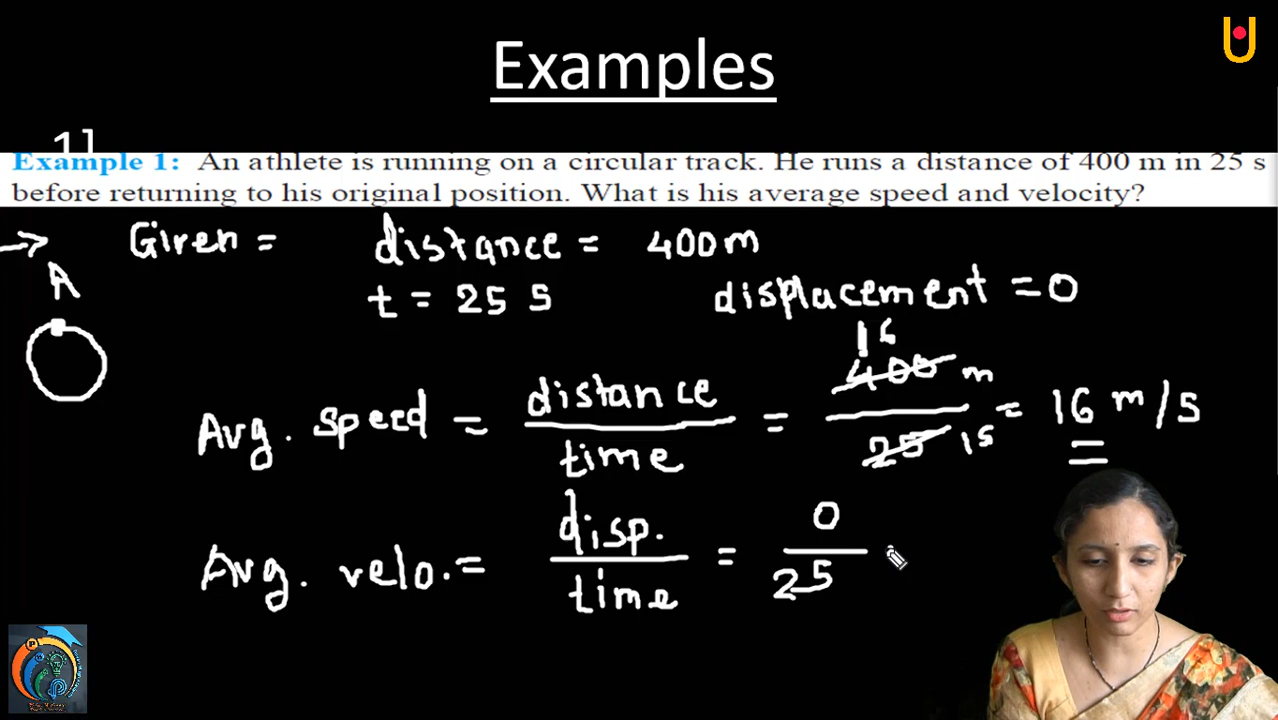 Examples
1]
Example 1: An athlete is running on a circular track. He runs a distance of 400 m in 25 s
before returning to his original position. What is his average speed and velocity?
→ Given = distance = 400m
A
t = 25 s
displacement = 0
Avg. speed = distance / time = 400 m / 25 s = 16 m/s
16
1
Avg. velo. = disp. / time = 0 / 25